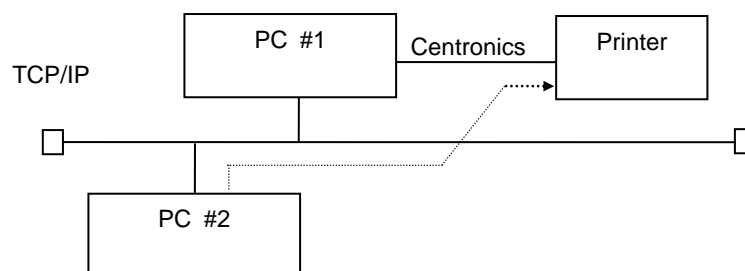 PC #1
Centronics
Printer
TCP/IP
PC #2